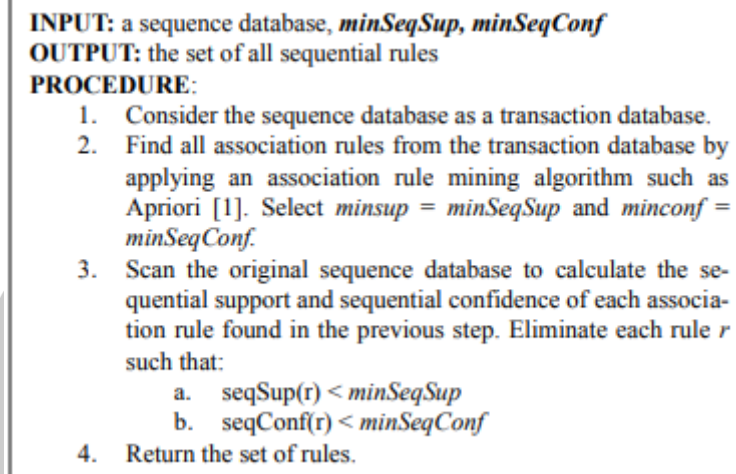 INPUT: a sequence database, minSeqSup, minSeqConf
OUTPUT: the set of all sequential rules
PROCEDURE:
1. Consider the sequence database as a transaction database.
2. Find all association rules from the transaction database by
applying an association rule mining algorithm such as
Apriori [1]. Select minsup = minSeqSup and minconf =
minSeqConf.
3. Scan the original sequence database to calculate the se-
quential support and sequential confidence of each associa-
tion rule found in the previous step. Eliminate each rule r
such that:
a. seqSup(r) < minSeqSup
b. seqConf(r) < minSeqConf
4. Return the set of rules.